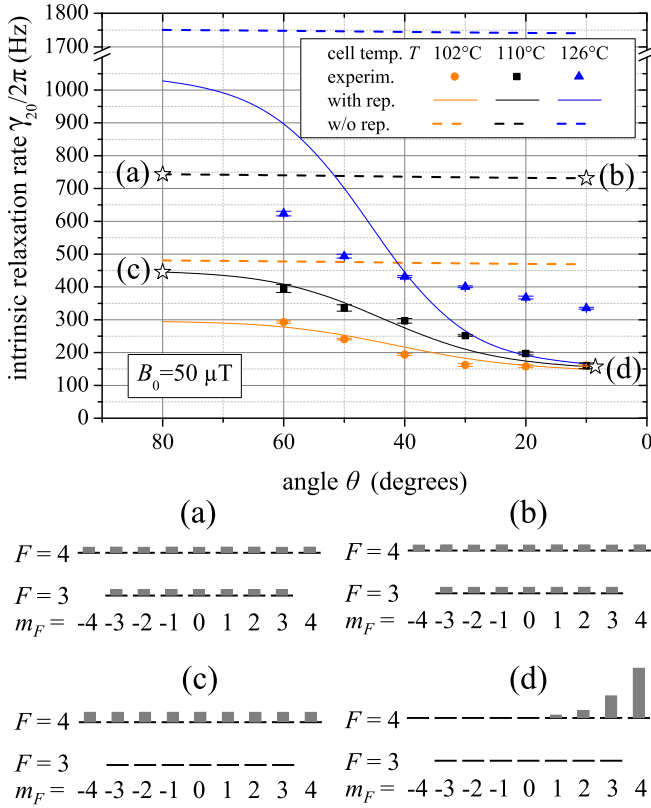 intrinsic relaxation rate γ₂₀/2π (Hz)
1800
1700
1000
900
800
700
600
500
400
300
200
100
0
cell temp. T 102°C 110°C 126°C
experim.
with rep.
w/o rep.
(a)
(b)
(c)
(d)
B₀=50 µT
80 60 40 20 0
angle θ (degrees)
(a) (b)
F = 4
F = 3
m_F = -4 -3 -2 -1 0 1 2 3 4
F = 4
F = 3
m_F = -4 -3 -2 -1 0 1 2 3 4
(c) (d)
F = 4
F = 3
m_F = -4 -3 -2 -1 0 1 2 3 4
F = 4
F = 3
m_F = -4 -3 -2 -1 0 1 2 3 4